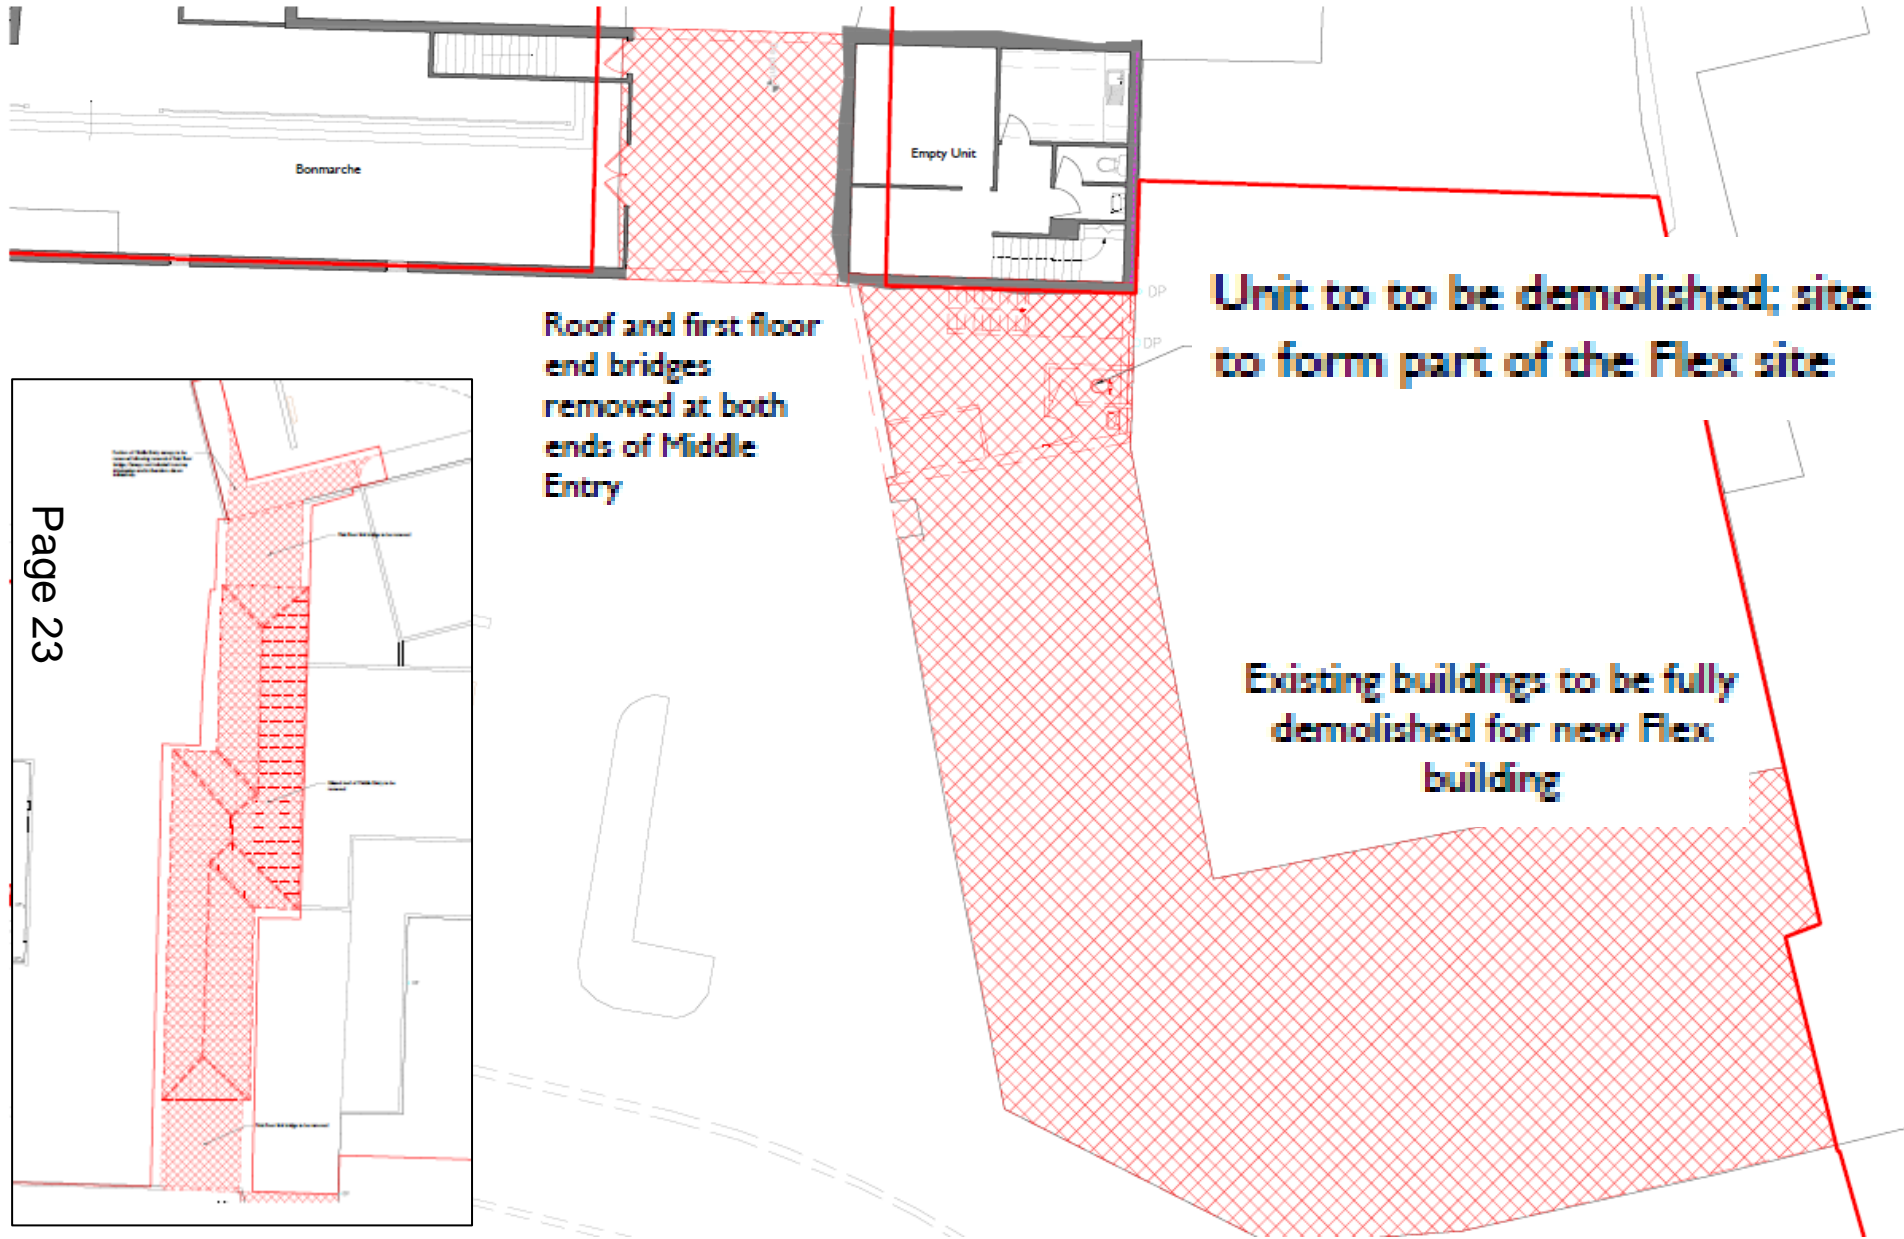 Bonmarche
Empty Unit
DP
DP
Unit to to be demolished; site
to form part of the Flex site
Roof and first floor
end bridges
removed at both
ends of Middle
Entry
Page 23
Existing buildings to be fully
demolished for new Flex
building